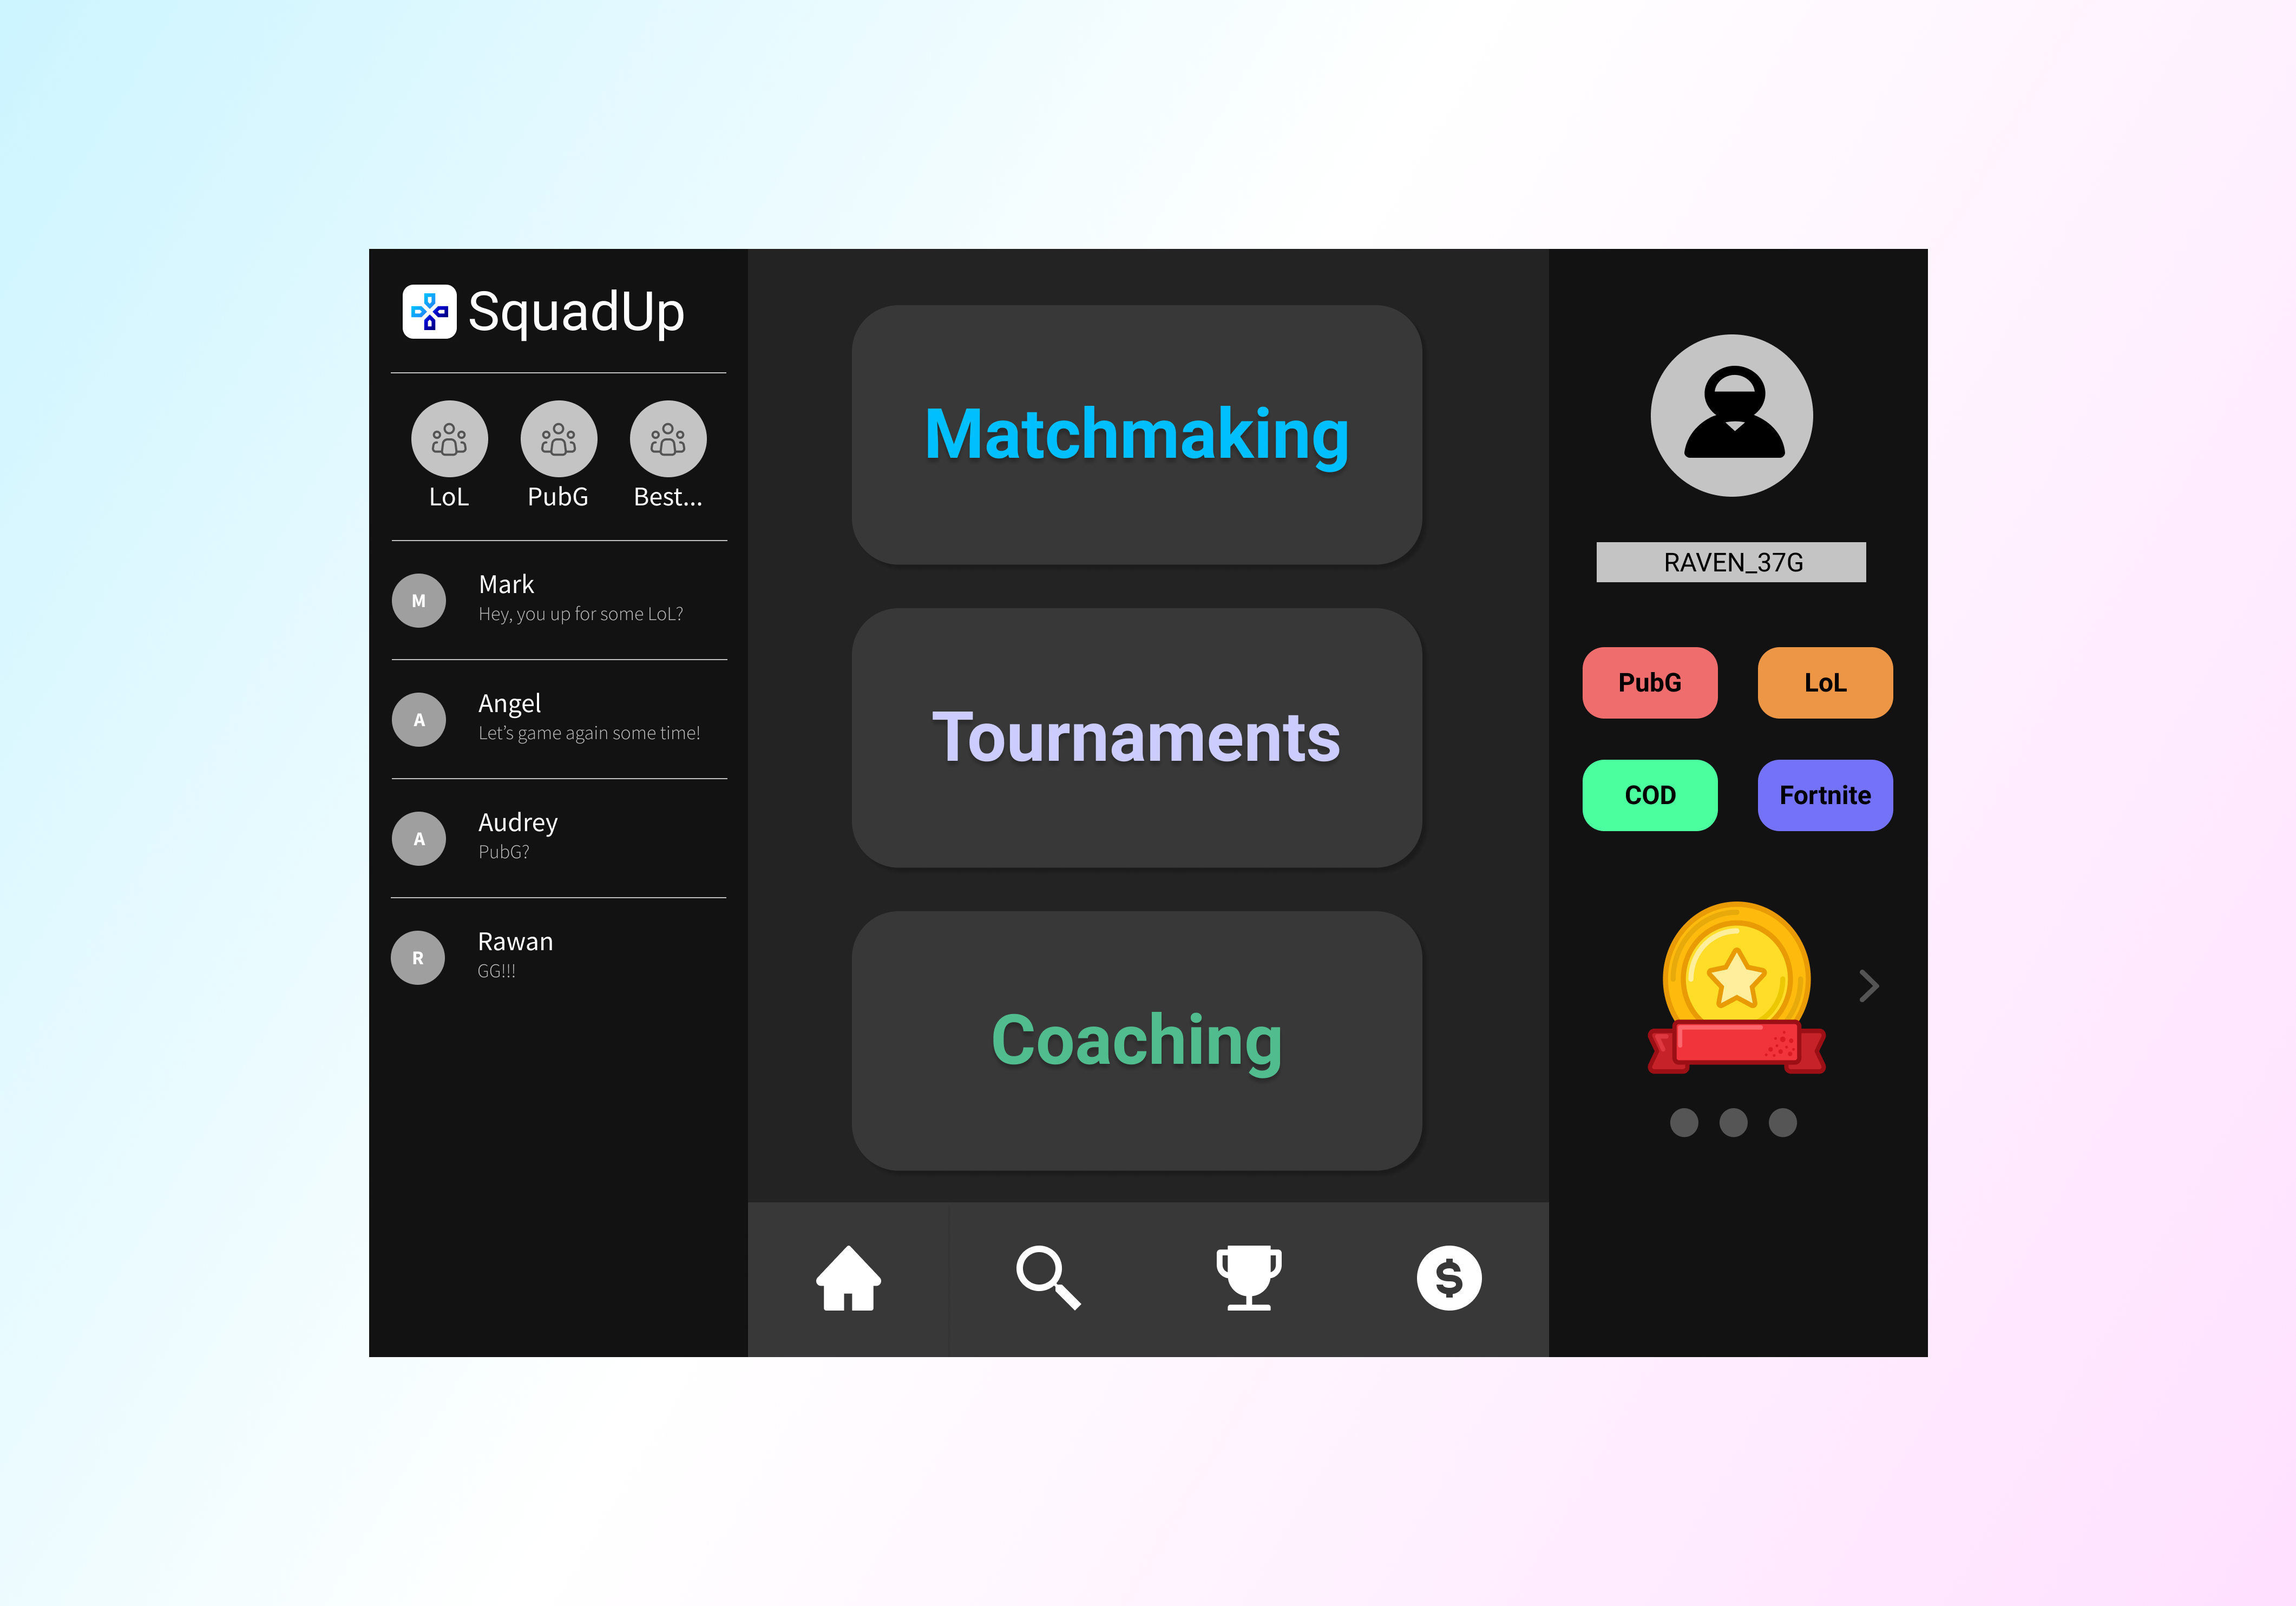 SquadUp
LoL
PubG
Best...
M
Mark
Hey, you up for some LoL?
A
Angel
Let's game again some time!
A
Audrey
PubG?
R
Rawan
GG!!!
Matchmaking
Tournaments
Coaching
$
RAVEN_37G
PubG
LoL
COD
Fortnite